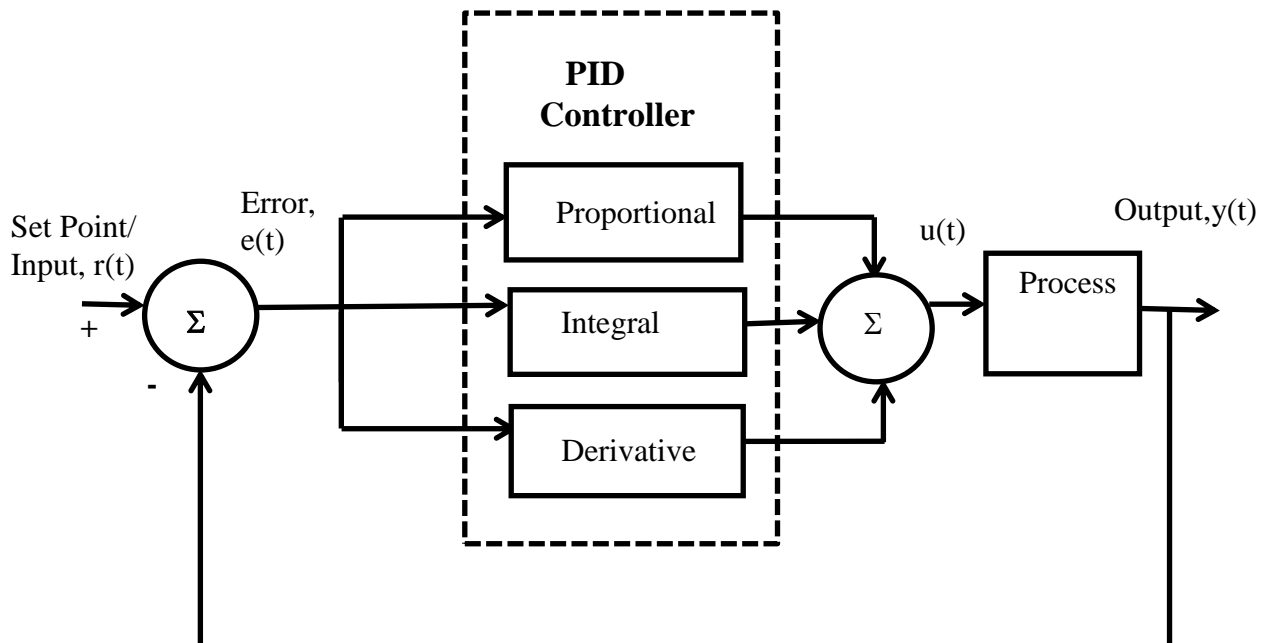 PID
Controller
Set Point/
Input, r(t)
+
-
Σ
Error,
e(t)
Proportional
Integral
Derivative
Σ
u(t)
Process
Output,y(t)